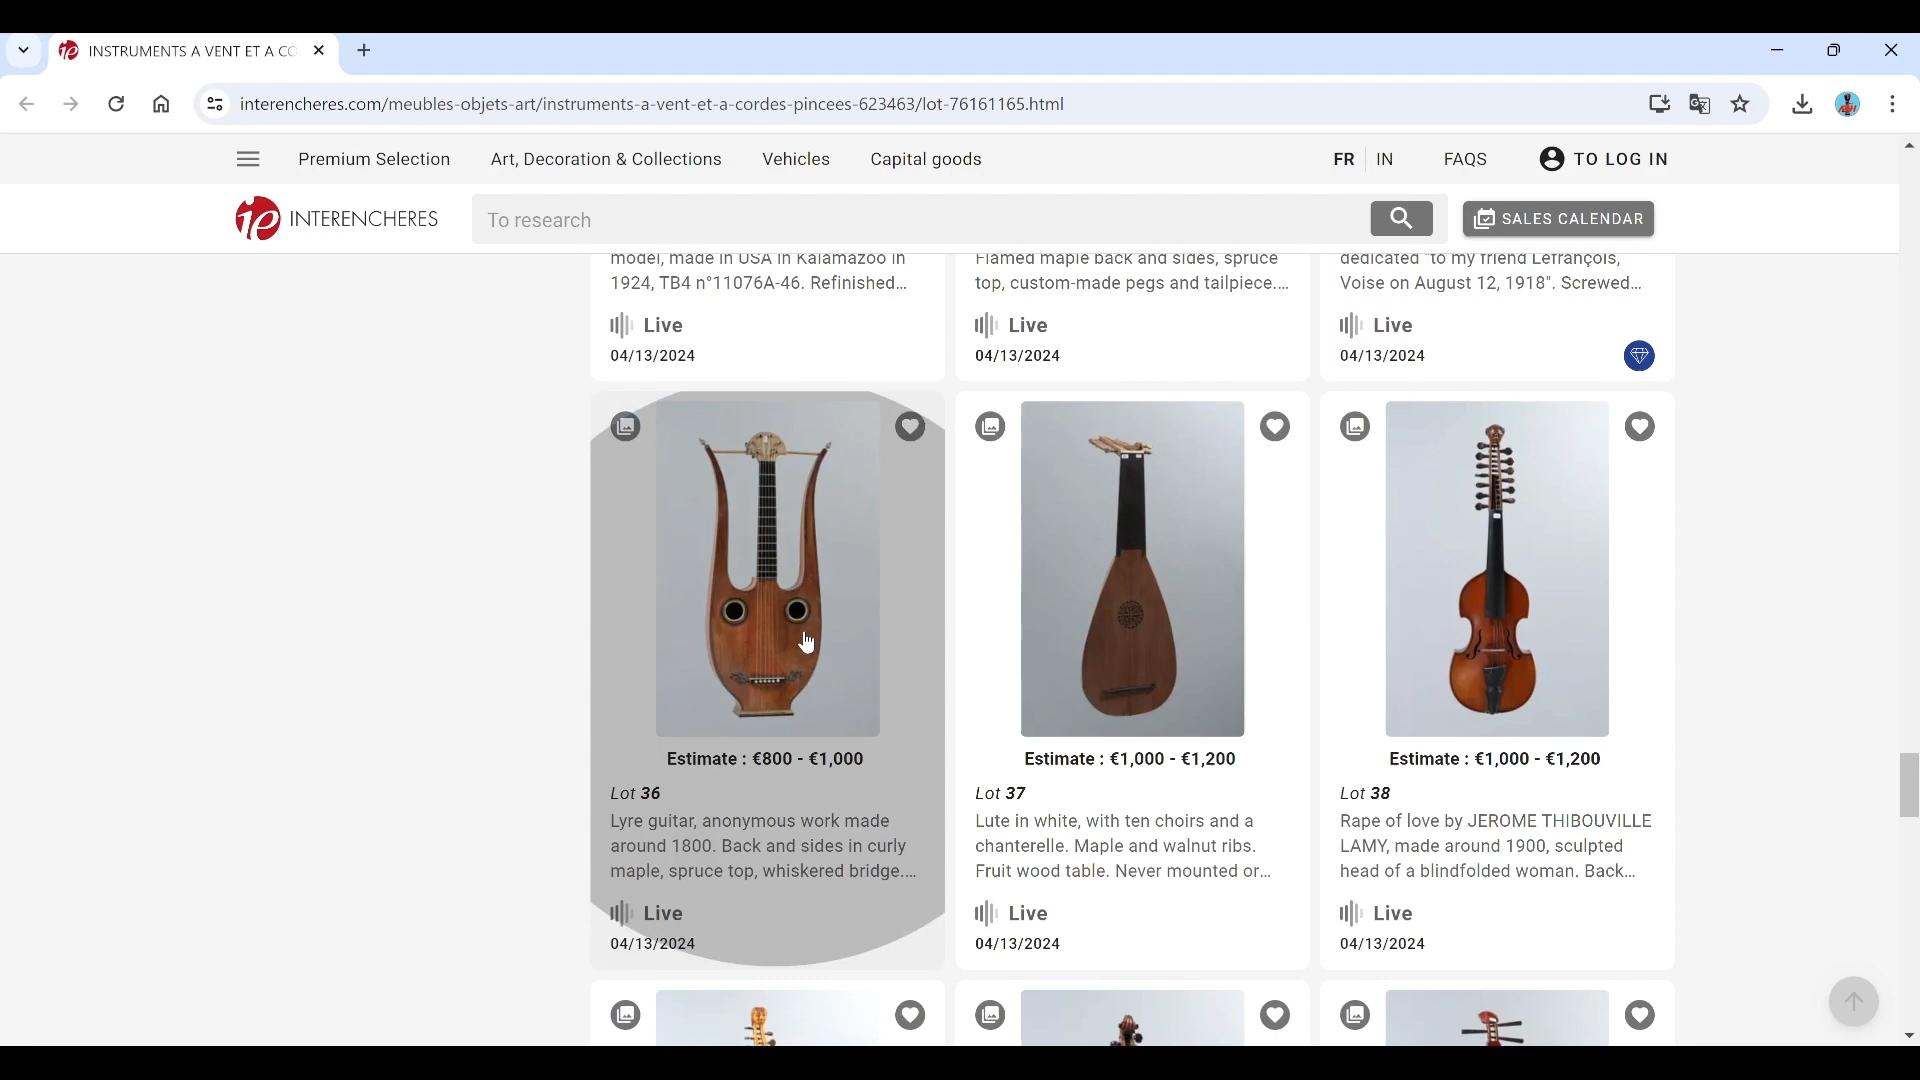 INSTRUMENTS A VENT ET A CO
interencheres.com/meubles-objets-art/instruments-a-vent-et-a-cordes-pincees-623463/lot-76161165.html
Premium Selection Art, Decoration & Collections Vehicles Capital goods FR IN FAQS TO LOG IN
INTERENCHERES To research SALES CALENDAR
model, made in USA in Kalamazoo in
1924, TB4 n°11076A-46. Refinished...
Live
04/13/2024
Flamed maple back and sides, spruce
top, custom-made pegs and tailpiece....
Live
04/13/2024
dedicated "to my friend Lefrançois,
Voise on August 12, 1918". Screwed...
Live
04/13/2024
Estimate : €800 - €1,000
Lot 36
Lyre guitar, anonymous work made
around 1800. Back and sides in curly
maple, spruce top, whiskered bridge....
Live
04/13/2024
Estimate : €1,000 - €1,200
Lot 37
Lute in white, with ten choirs and a
chanterelle. Maple and walnut ribs.
Fruit wood table. Never mounted or...
Live
04/13/2024
Estimate : €1,000 - €1,200
Lot 38
Rape of love by JEROME THIBOUVILLE
LAMY, made around 1900, sculpted
head of a blindfolded woman. Back...
Live
04/13/2024